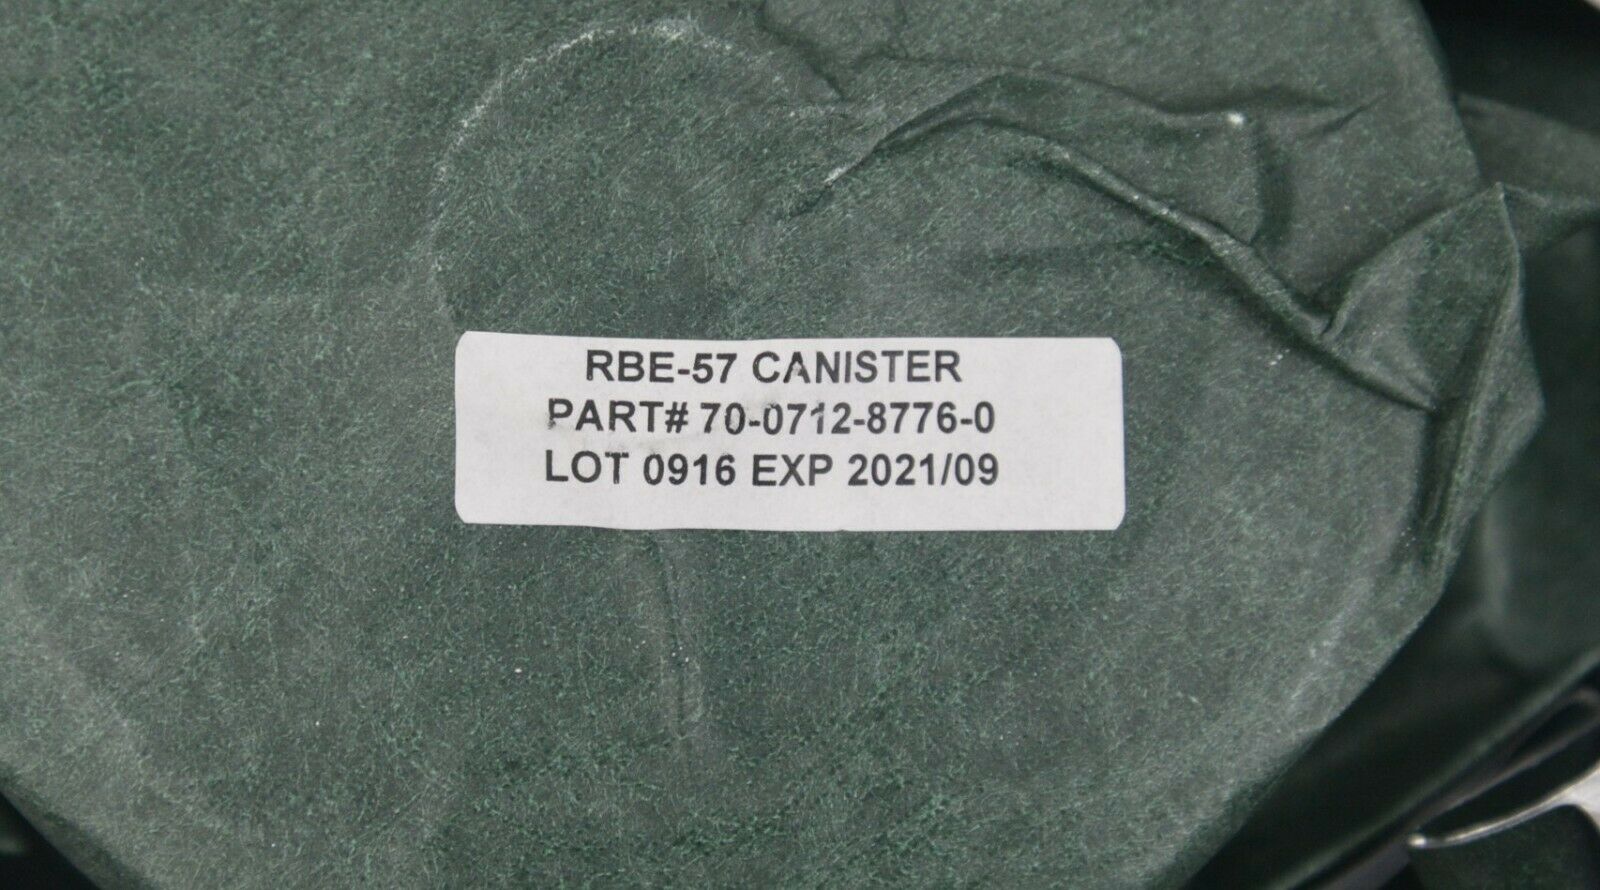 RBE-57 CANISTER
PART# 70-0712-8776-0
LOT 0916 EXP 2021/09